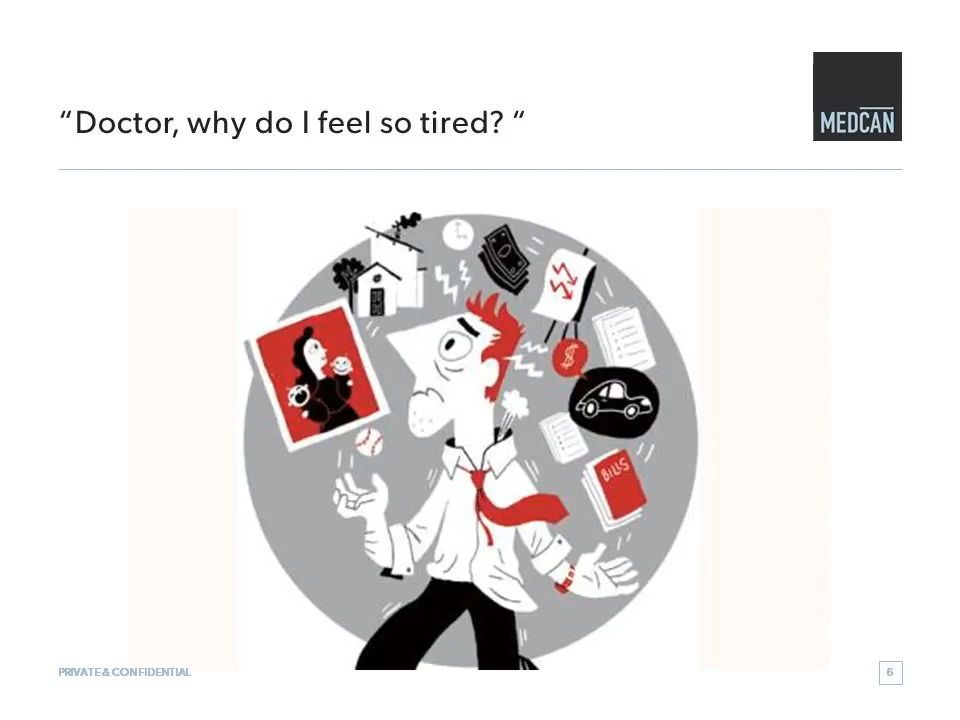 “Doctor, why do I feel so tired? “
MEDCAN
$
BILLS
PRIVATE & CONFIDENTIAL
6